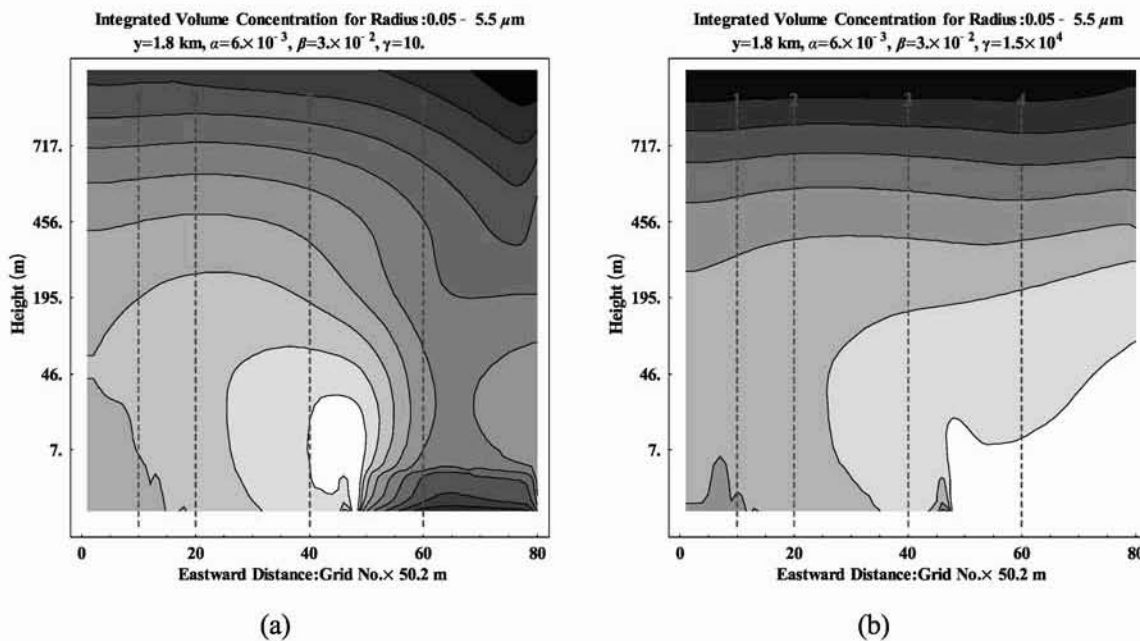 Integrated Volume Concentration for Radius:0.05 - 5.5 μm
y=1.8 km, α=6.×10⁻³, β=3.×10⁻², γ=10.
717.
456.
195.
46.
7.
Height (m)
0 20 40 60 80
Eastward Distance:Grid No.× 50.2 m
(a)
Integrated Volume Concentration for Radius:0.05 - 5.5 μm
y=1.8 km, α=6.×10⁻³, β=3.×10⁻², γ=1.5×10⁴
1 2 3 4
717.
456.
195.
46.
7.
Height (m)
0 20 40 60 80
Eastward Distance:Grid No.× 50.2 m
(b)